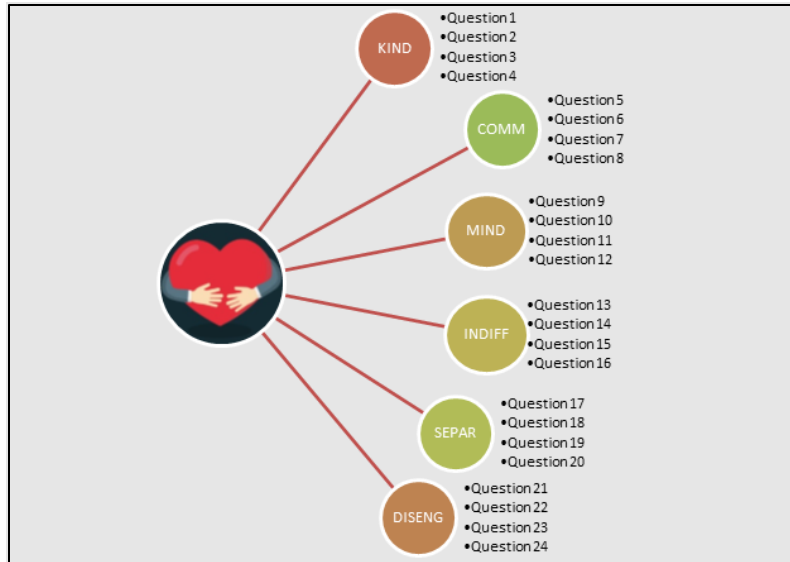 KIND
•Question 1
•Question 2
•Question 3
•Question 4
COMM
•Question 5
•Question 6
•Question 7
•Question 8
MIND
•Question 9
•Question 10
•Question 11
•Question 12
INDIFF
•Question 13
•Question 14
•Question 15
•Question 16
SEPAR
•Question 17
•Question 18
•Question 19
•Question 20
DISENG
•Question 21
•Question 22
•Question 23
•Question 24